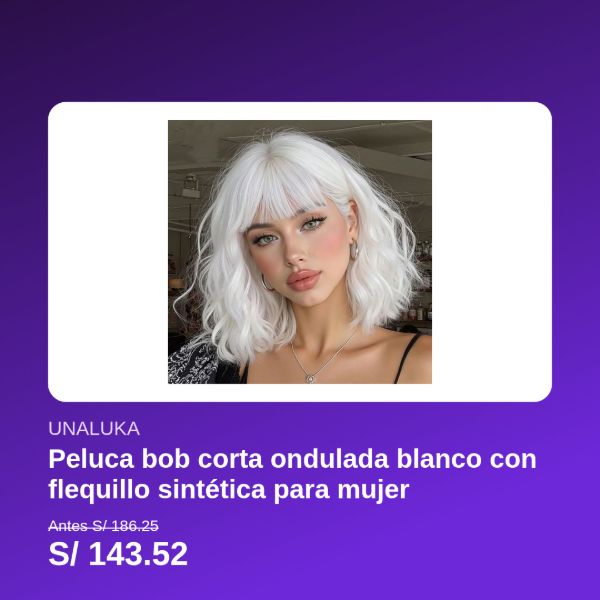 UNALUKA
Peluca bob corta ondulada blanco con
flequillo sintética para mujer
Antes S/ 186.25
S/ 143.52